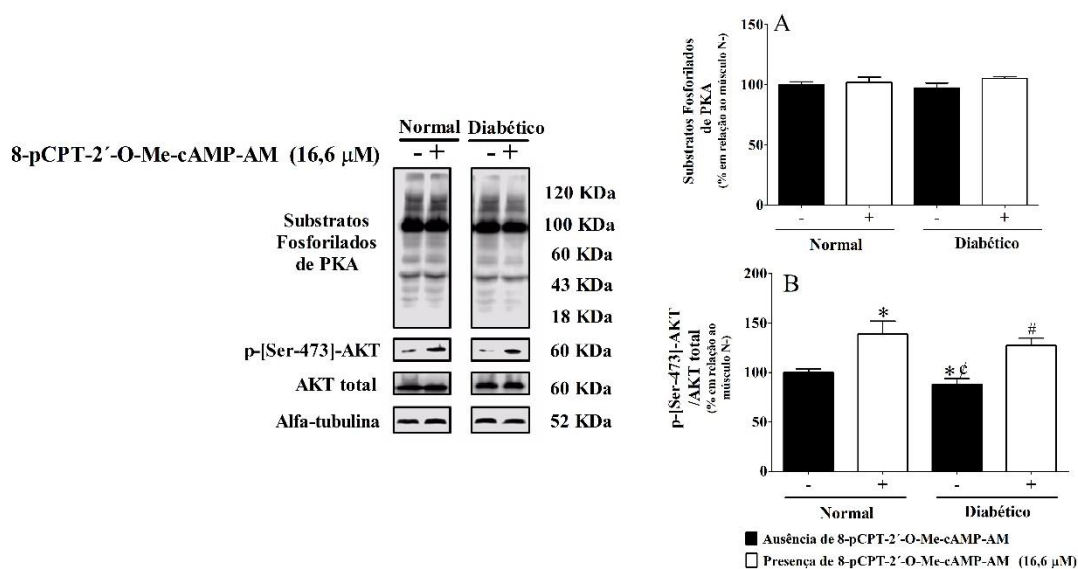 Normal Diabético
8-pCPT-2´-O-Me-cAMP-AM (16,6 µM) - + - +
Substratos
Fosforilados
de PKA
120 KDa
100 KDa
60 KDa
43 KDa
18 KDa
p-[Ser-473]-AKT 60 KDa
AKT total 60 KDa
Alfa-tubulina 52 KDa
A
Substratos Fosforilados
de PKA
(% em relação ao músculo N-)
150
100
50
0
- + - +
Normal Diabético
B
p-[Ser-473]-AKT
/AKT total
(% em relação ao
músculo N-)
200
150
100
50
0
* *¢ #
- + - +
Normal Diabético
Ausência de 8-pCPT-2´-O-Me-cAMP-AM
Presença de 8-pCPT-2´-O-Me-cAMP-AM (16,6 µM)